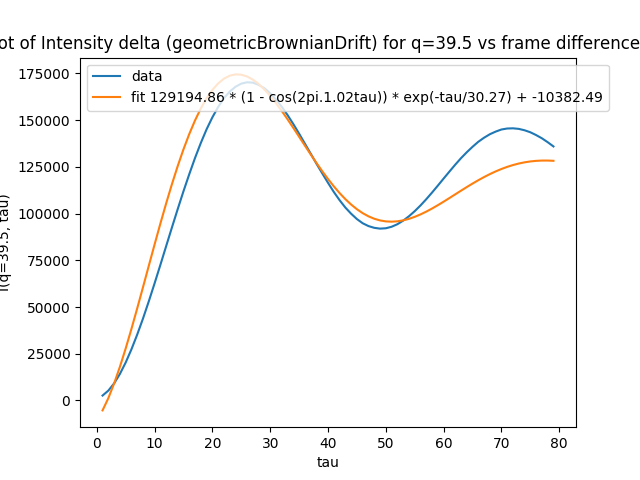 ot of Intensity delta (geometricBrownianDrift) for q=39.5 vs frame difference
data
fit 129194.86 * (1 - cos(2pi.1.02tau)) * exp(-tau/30.27) + -10382.49
I(q=39.5, tau)
175000
150000
125000
100000
75000
50000
25000
0
0 10 20 30 40 50 60 70 80
tau